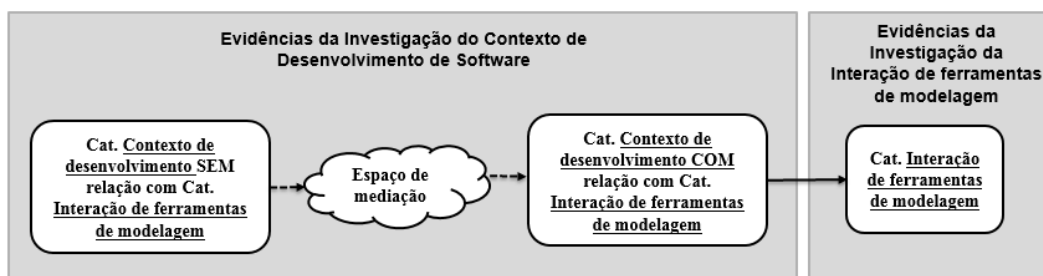 Evidências da Investigação do Contexto de
Desenvolvimento de Software
Cat. Contexto de
desenvolvimento SEM
relação com Cat.
Interação de ferramentas
de modelagem
Espaço de
mediação
Cat. Contexto de
desenvolvimento COM
relação com Cat.
Interação de ferramentas
de modelagem
Evidências da
Investigação da
Interação de ferramentas
de modelagem
Cat. Interação
de ferramentas
de modelagem